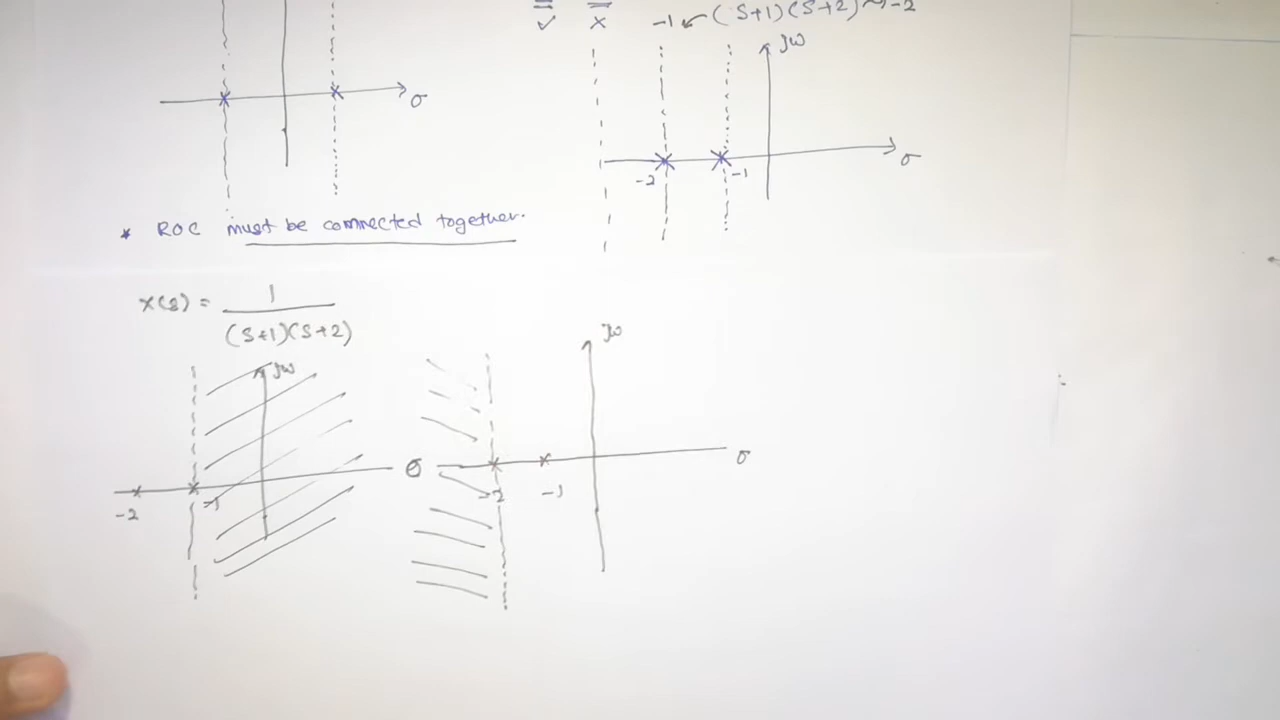 ✓ × -1 ↙ (s+1)(s+2) -2
jω
σ
σ
-2 -1
* ROC must be connected together.
X(s) = 1
(s+1)(s+2)
jω
jω
σ
σ
-2 -1
-2 -1